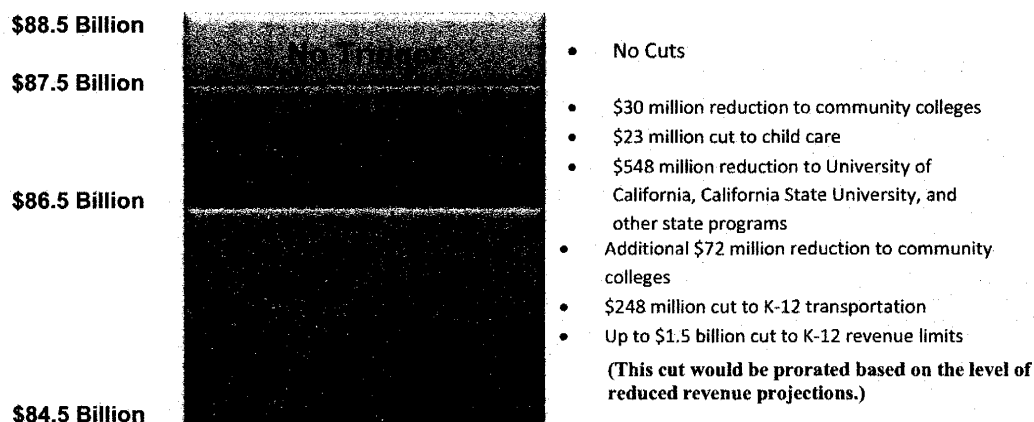 $88.5 Billion
No Trigger
• No Cuts
$87.5 Billion
• $30 million reduction to community colleges
• $23 million cut to child care
• $548 million reduction to University of
California, California State University, and
other state programs
$86.5 Billion
• Additional $72 million reduction to community
colleges
• $248 million cut to K-12 transportation
• Up to $1.5 billion cut to K-12 revenue limits
(This cut would be prorated based on the level of
reduced revenue projections.)
$84.5 Billion